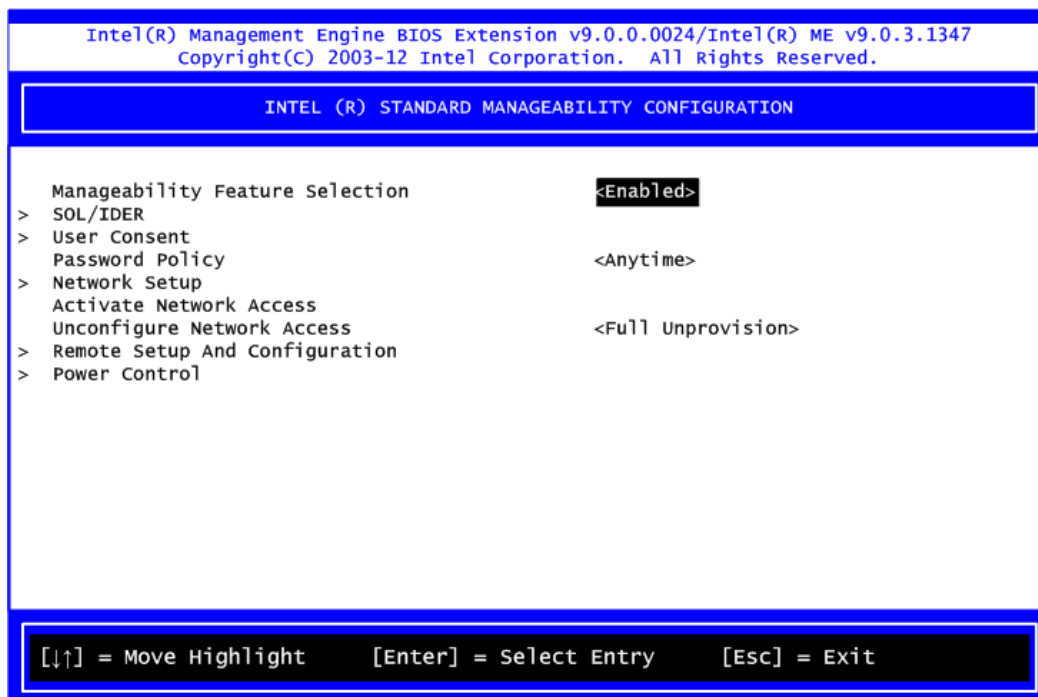 Intel(R) Management Engine BIOS Extension v9.0.0.0024/Intel(R) ME v9.0.3.1347
Copyright(C) 2003-12 Intel Corporation. All Rights Reserved.
INTEL (R) STANDARD MANAGEABILITY CONFIGURATION
Manageability Feature Selection <Enabled>
> SOL/IDER
> User Consent
Password Policy <Anytime>
> Network Setup
Activate Network Access
Unconfigure Network Access <Full Unprovision>
> Remote Setup And Configuration
> Power Control
[↓↑] = Move Highlight [Enter] = Select Entry [Esc] = Exit